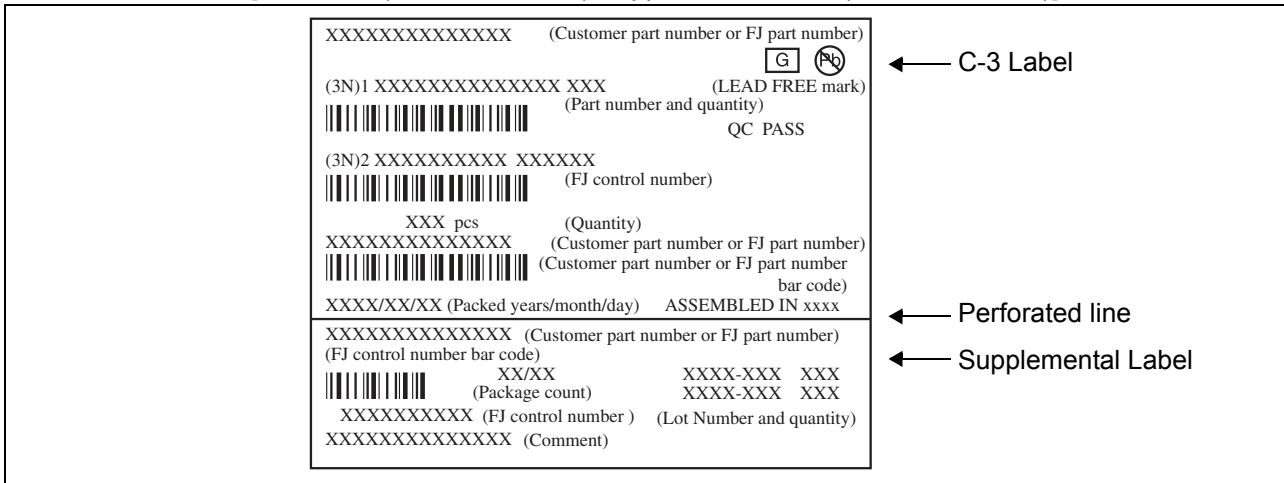 XXXXXXXXXXXXXX (Customer part number or FJ part number)
G Pb
C-3 Label
(3N)1 XXXXXXXXXXXXXX XXX (LEAD FREE mark)
(Part number and quantity)
QC PASS
(3N)2 XXXXXXXXXX XXXXXX
(FJ control number)
XXX pcs (Quantity)
XXXXXXXXXXXXXX (Customer part number or FJ part number)
(Customer part number or FJ part number
bar code)
XXXX/XX/XX (Packed years/month/day) ASSEMBLED IN xxxx
Perforated line
XXXXXXXXXXXXXX (Customer part number or FJ part number)
(FJ control number bar code)
Supplemental Label
XX/XX XXXX-XXX XXX
(Package count) XXXX-XXX XXX
XXXXXXXXXX (FJ control number ) (Lot Number and quantity)
XXXXXXXXXXXXXX (Comment)